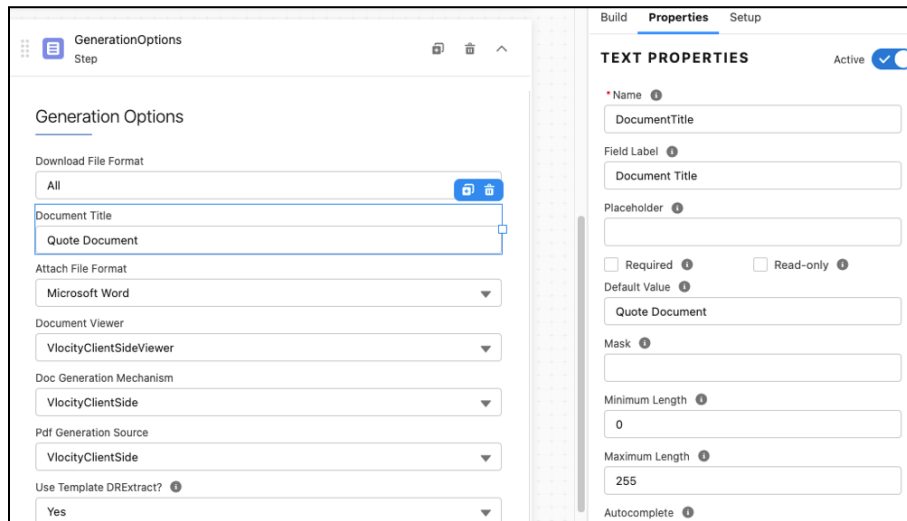 GenerationOptions
Step
Generation Options
Download File Format
All
Document Title
Quote Document
Attach File Format
Microsoft Word
Document Viewer
VlocityClientSideViewer
Doc Generation Mechanism
VlocityClientSide
Pdf Generation Source
VlocityClientSide
Use Template DRExtract?
Yes
Build Properties Setup
TEXT PROPERTIES Active
* Name
DocumentTitle
Field Label
Document Title
Placeholder
Required Read-only
Default Value
Quote Document
Mask
Minimum Length
0
Maximum Length
255
Autocomplete